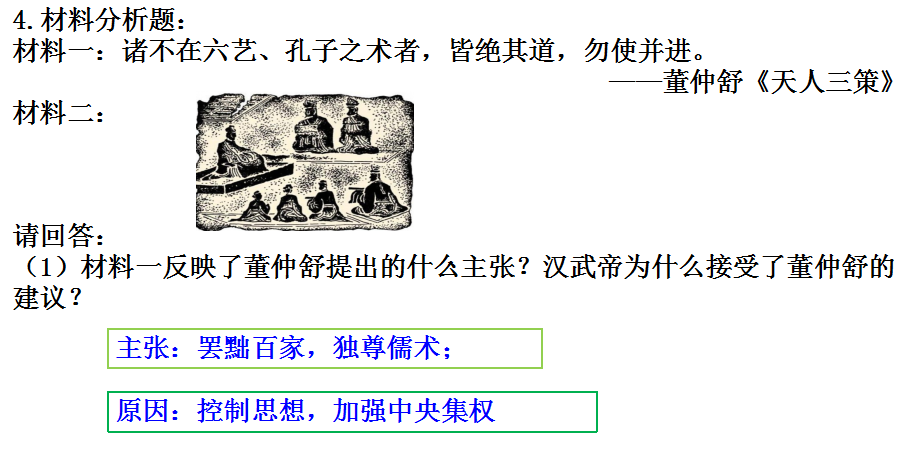 4.材料分析题：
材料一：诸不在六艺、孔子之术者，皆绝其道，勿使并进。
——董仲舒《天人三策》
材料二：
请回答：
（1）材料一反映了董仲舒提出的什么主张？汉武帝为什么接受了董仲舒的
建议？
主张：罢黜百家，独尊儒术；
原因：控制思想，加强中央集权